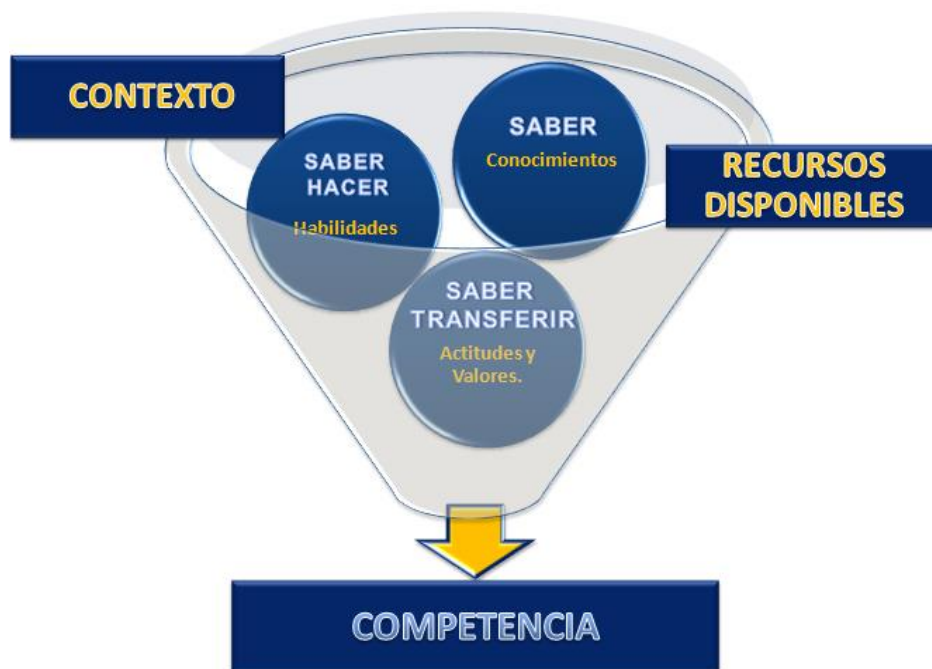 CONTEXTO
SABER
Conocimientos
SABER
HACER
Habilidades
RECURSOS
DISPONIBLES
SABER
TRANSFERIR
Actitudes y
Valores.
COMPETENCIA